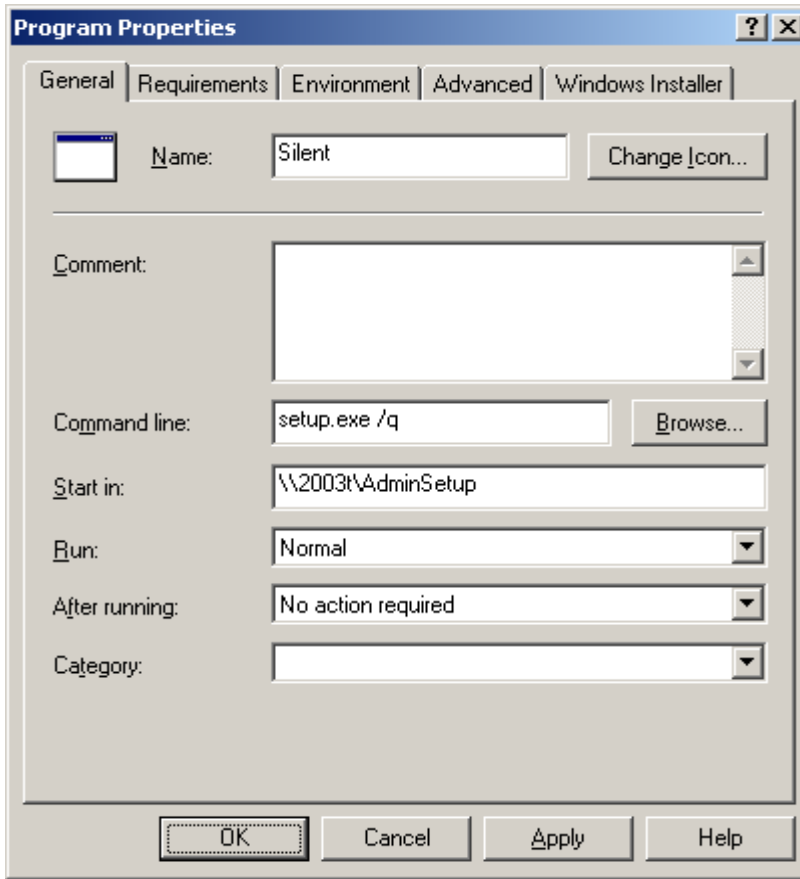 Program Properties
General Requirements Environment Advanced Windows Installer
Name: Silent Change Icon...
Comment:
Command line: setup.exe /q Browse...
Start in: \\2003t\AdminSetup
Run: Normal
After running: No action required
Category:
OK Cancel Apply Help